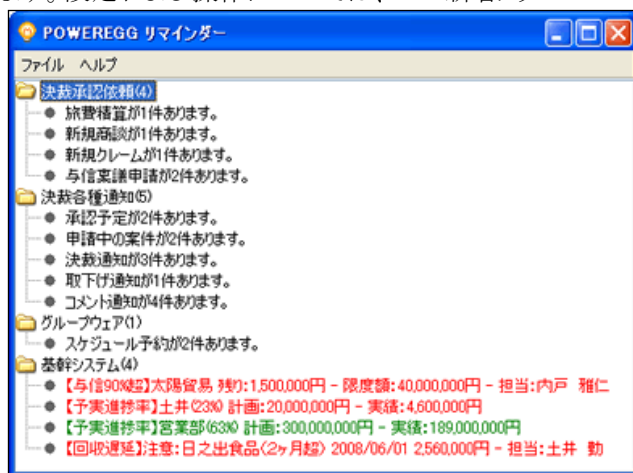 POWEREGG リマインダー
ファイル ヘルプ
決裁承認依頼(4)
旅費精算が1件あります。
新規商談が1件あります。
新規クレームが1件あります。
与信稟議申請が2件あります。
決裁各種通知(5)
承認予定が2件あります。
申請中の案件が2件あります。
決裁通知が3件あります。
取下げ通知が1件あります。
コメント通知が4件あります。
グループウェア(1)
スケジュール予約が2件あります。
基幹システム(4)
【与信90%超】太陽貿易 残り:1,500,000円 - 限度額:40,000,000円 - 担当:内戸 雅仁
【予実進捗率】土井(23%) 計画:20,000,000円 - 実績:4,600,000円
【予実進捗率】営業部(63%) 計画:300,000,000円 - 実績:189,000,000円
【回収遅延】注意:日之出食品(2ヶ月超) 2008/06/01 2,560,000円 - 担当:土井 勤